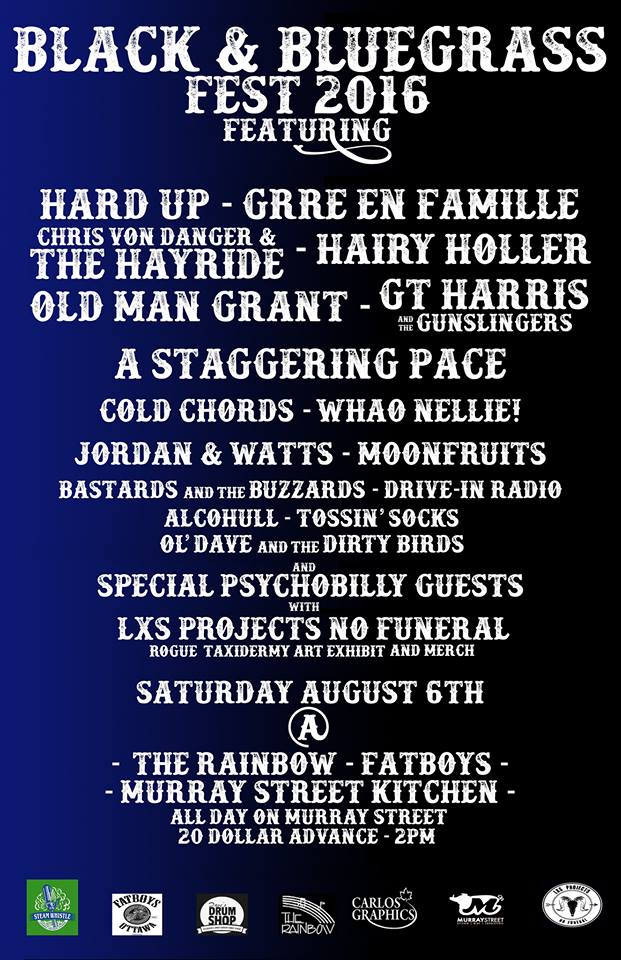 BLACK & BLUEGRASS
FEST 2016
FEATURING
HARD UP - GRRE EN FAMILLE
CHRIS VON DANGER &
THE HAYRIDE - HAIRY HOLLER
OLD MAN GRANT - GT HARRIS
AND THE GUNSLINGERS
A STAGGERING PACE
COLD CHORDS - WHAO NELLIE!
JORDAN & WATTS - MOONFRUITS
BASTARDS AND THE BUZZARDS - DRIVE-IN RADIO
ALCOHULL - TOSSIN' SOCKS
OL' DAVE AND THE DIRTY BIRDS
AND
SPECIAL PSYCHOBILLY GUESTS
WITH
LXS PROJECTS NO FUNERAL
ROGUE TAXIDERMY ART EXHIBIT AND MERCH
SATURDAY AUGUST 6TH
A
- THE RAINBOW - FATBOYS -
- MURRAY STREET KITCHEN -
ALL DAY ON MURRAY STREET
20 DOLLAR ADVANCE - 2PM
STEAM WHISTLE
FATBOYS
OTTAWA
Dave's
DRUM
SHOP
THE
RAINBOW
CARLOS
GRAPHICS
MURRAY STREET
LXS PROJECTS
NO FUNERAL